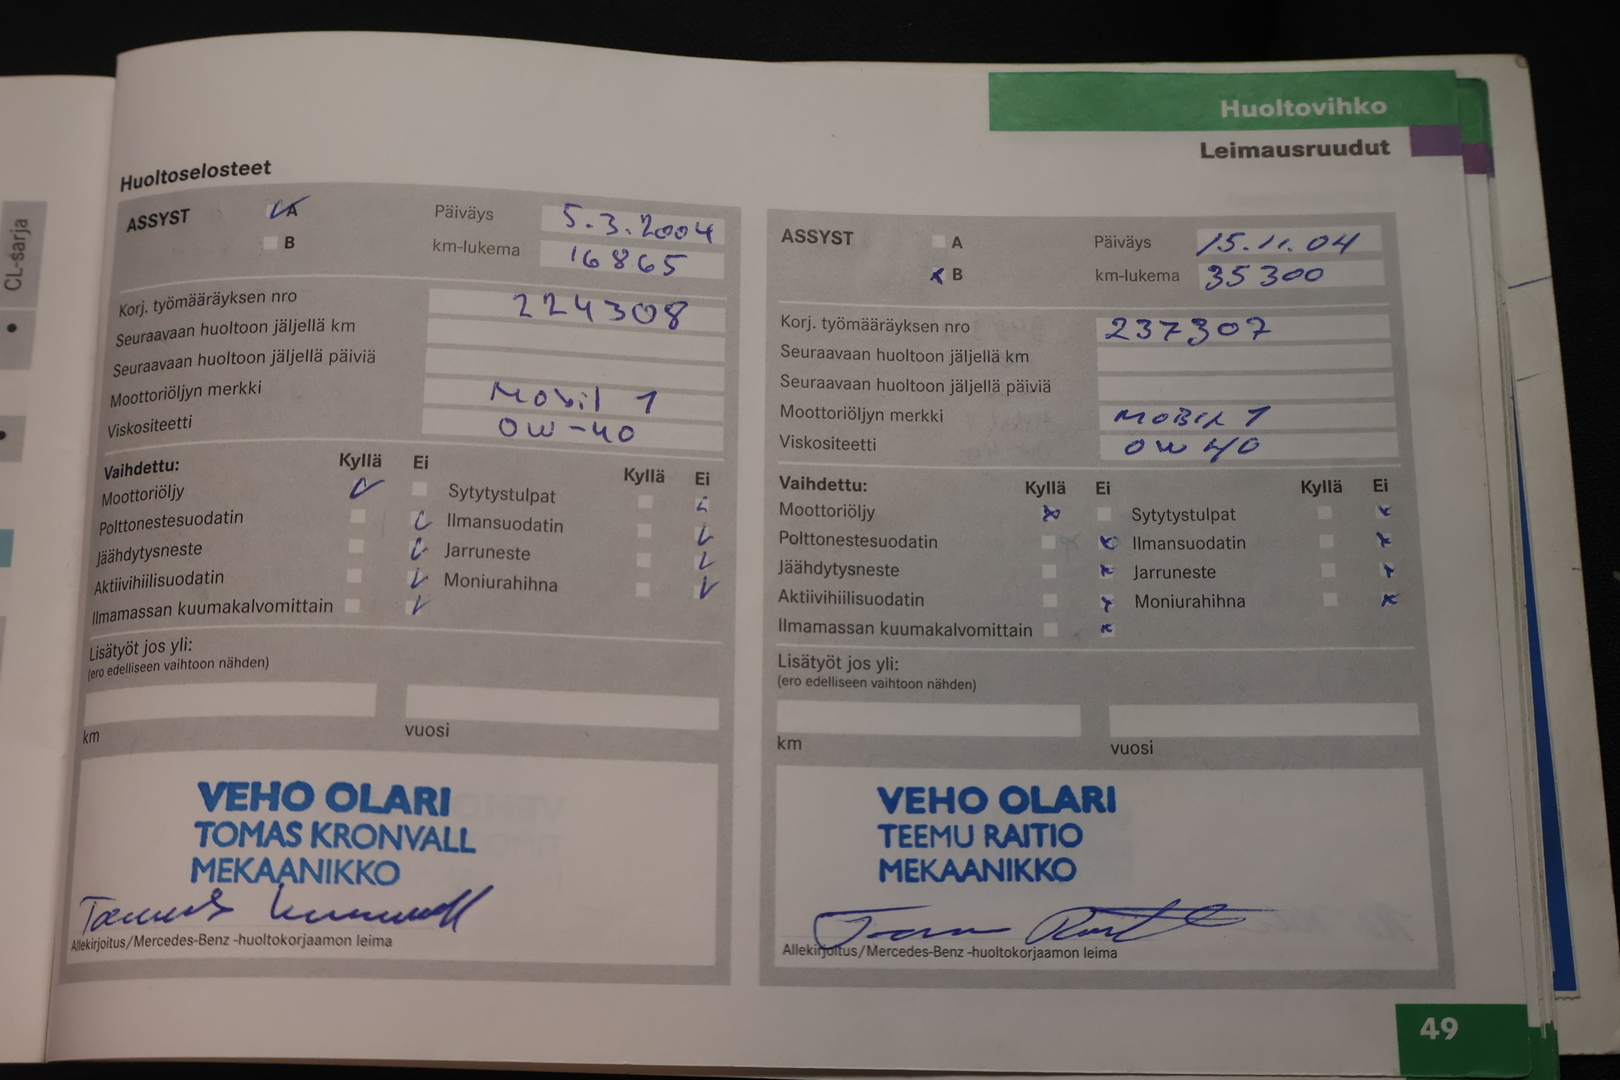 CL-sarja
Huoltovihko
Leimausruudut
Huoltoselosteet
ASSYST A Päiväys 5.3.2004
B km-lukema 16865
Korj. työmääräyksen nro 224308
Seuraavaan huoltoon jäljellä km
Seuraavaan huoltoon jäljellä päiviä
Moottoriöljyn merkki Mobil 1
Viskositeetti 0W-40
Vaihdettu: Kyllä Ei Kyllä Ei
Moottoriöljy Sytytystulpat
Polttonestesuodatin Ilmansuodatin
Jäähdytysneste Jarruneste
Aktiivihiilisuodatin Moniurahihna
Ilmamassan kuumakalvomittain
Lisätyöt jos yli:
(ero edelliseen vaihtoon nähden)
km vuosi
VEHO OLARI
TOMAS KRONVALL
MEKAANIKKO
Allekirjoitus/Mercedes-Benz -huoltokorjaamon leima
ASSYST A Päiväys 15.11.04
B km-lukema 35300
Korj. työmääräyksen nro 237307
Seuraavaan huoltoon jäljellä km
Seuraavaan huoltoon jäljellä päiviä
Moottoriöljyn merkki MOBIL 1
Viskositeetti 0W40
Vaihdettu: Kyllä Ei Kyllä Ei
Moottoriöljy Sytytystulpat
Polttonestesuodatin Ilmansuodatin
Jäähdytysneste Jarruneste
Aktiivihiilisuodatin Moniurahihna
Ilmamassan kuumakalvomittain
Lisätyöt jos yli:
(ero edelliseen vaihtoon nähden)
km vuosi
VEHO OLARI
TEEMU RAITIO
MEKAANIKKO
Allekirjoitus/Mercedes-Benz -huoltokorjaamon leima
49